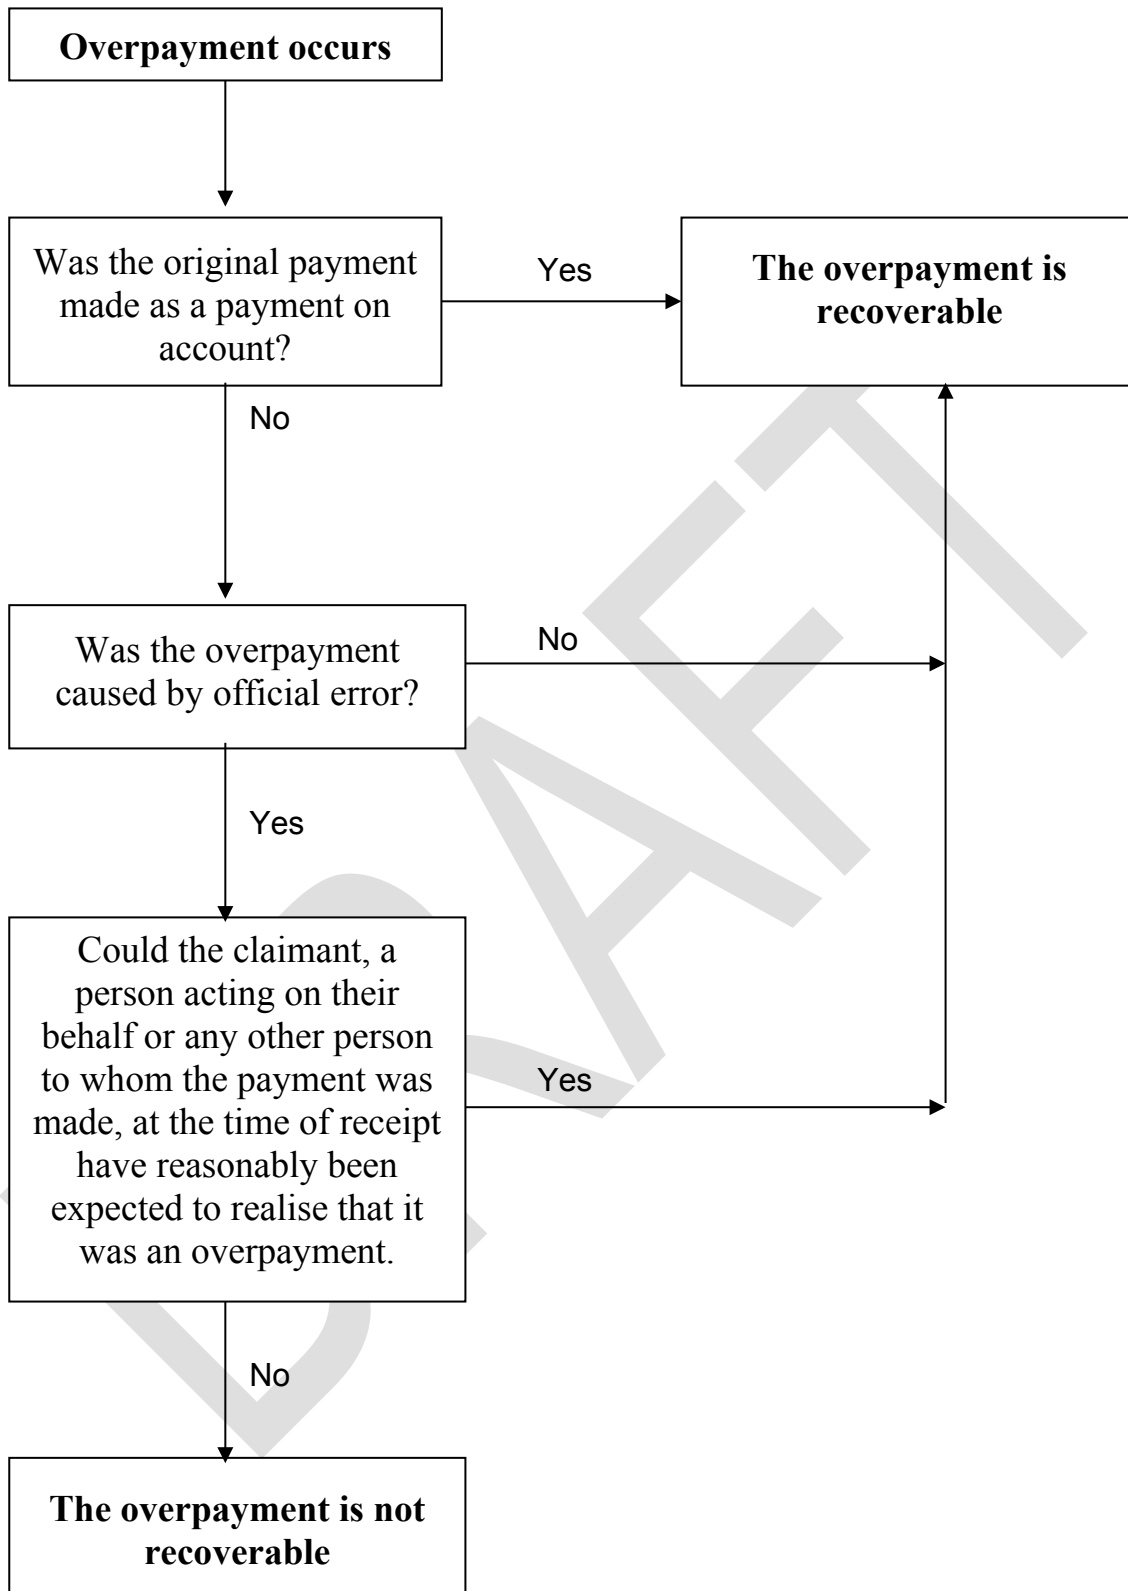 Overpayment occurs
Was the original payment
made as a payment on
account?
Yes
The overpayment is
recoverable
No
Was the overpayment
caused by official error?
No
Yes
Could the claimant, a
person acting on their
behalf or any other person
to whom the payment was
made, at the time of receipt
have reasonably been
expected to realise that it
was an overpayment.
Yes
No
The overpayment is not
recoverable
DRAFT